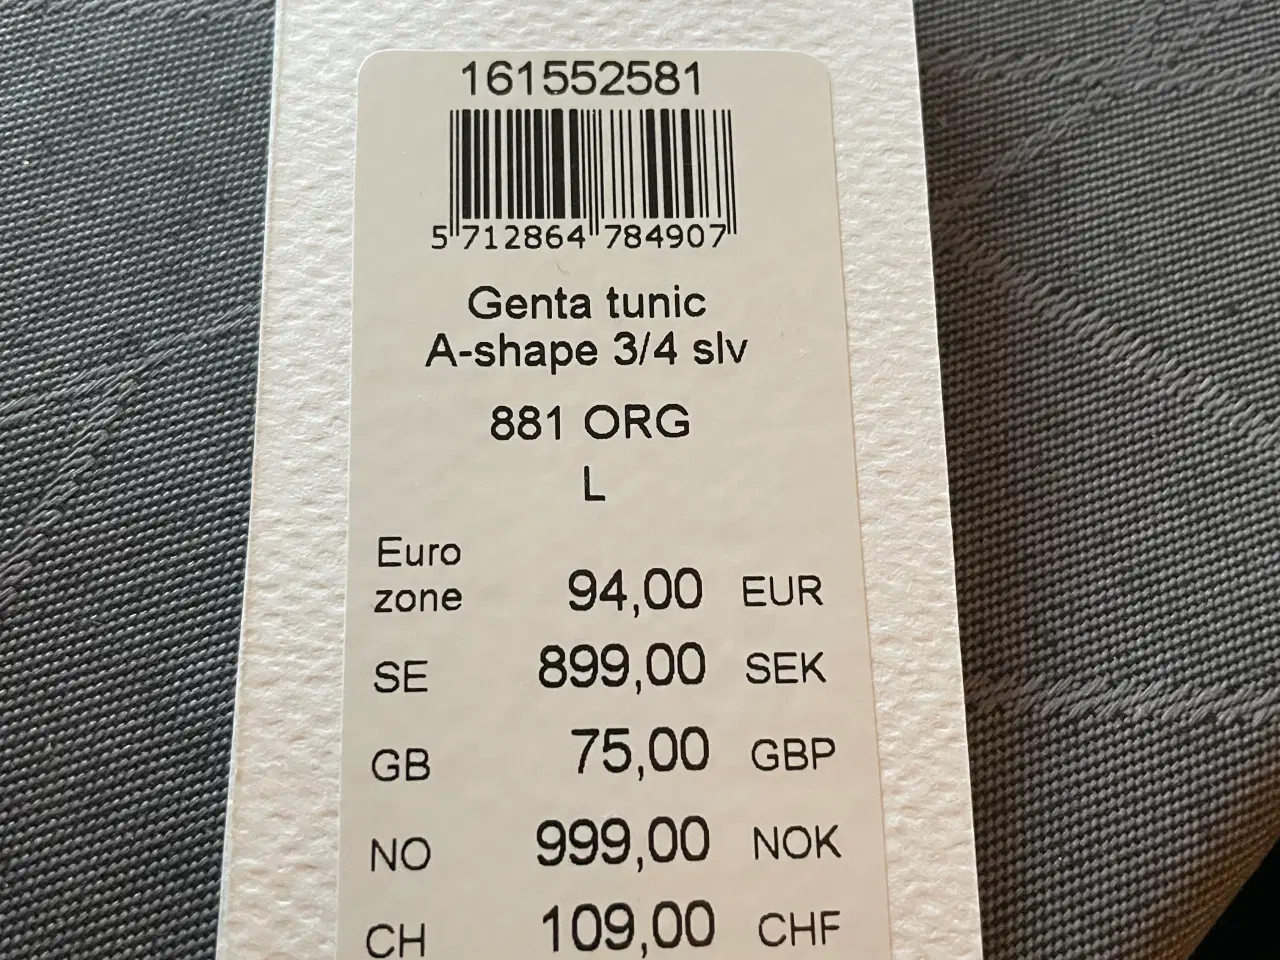 161552581
5 712864 784907
Genta tunic
A-shape 3/4 slv
881 ORG
L
Euro
zone 94,00 EUR
SE 899,00 SEK
GB 75,00 GBP
NO 999,00 NOK
CH 109,00 CHF